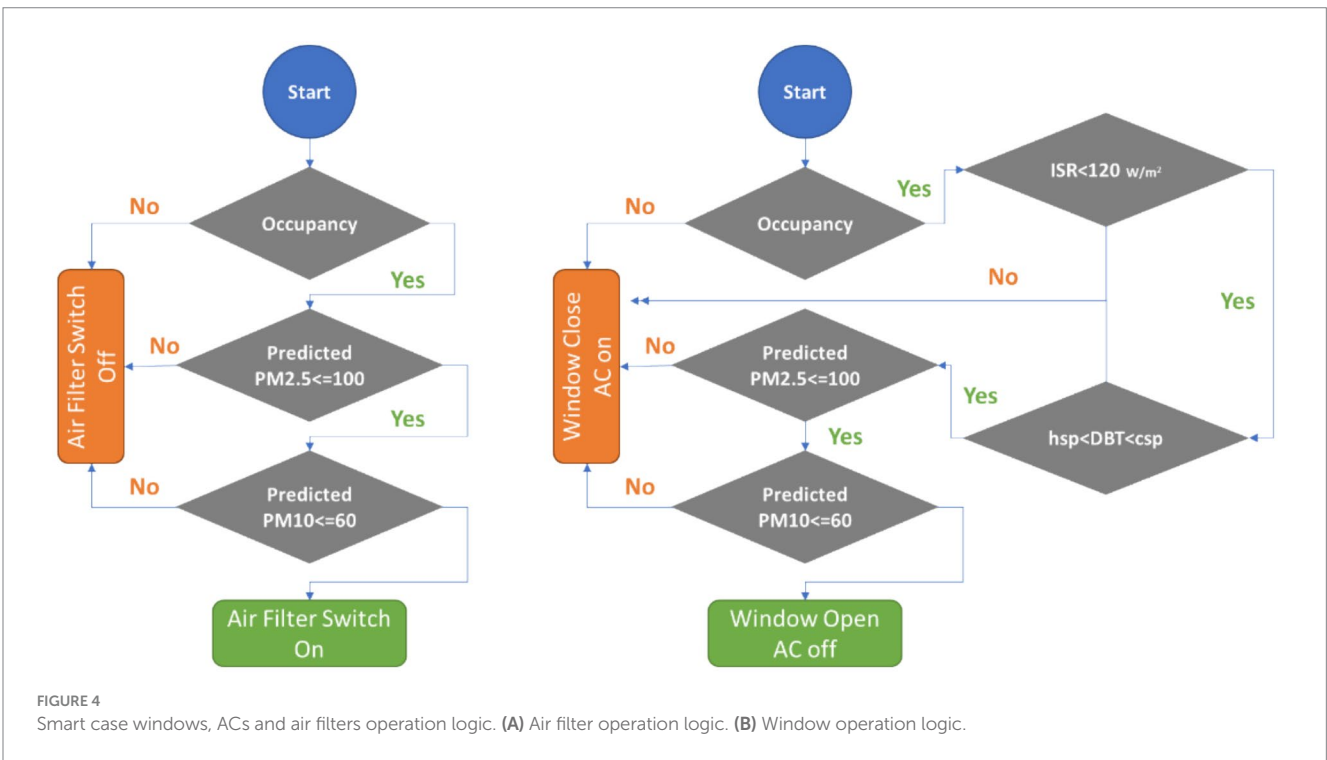 Start
No
Occupancy
Yes
Air Filter Switch
Off
No
Predicted
PM2.5<=100
Yes
No
Predicted
PM10<=60
Air Filter Switch
On
Start
ISR<120 W/m²
Yes
No
Occupancy
No
Yes
Window Close
AC on
No
Predicted
PM2.5<=100
Yes
hsp<DBT<csp
Yes
No
Predicted
PM10<=60
Window Open
AC off
FIGURE 4
Smart case windows, ACs and air filters operation logic. (A) Air filter operation logic. (B) Window operation logic.